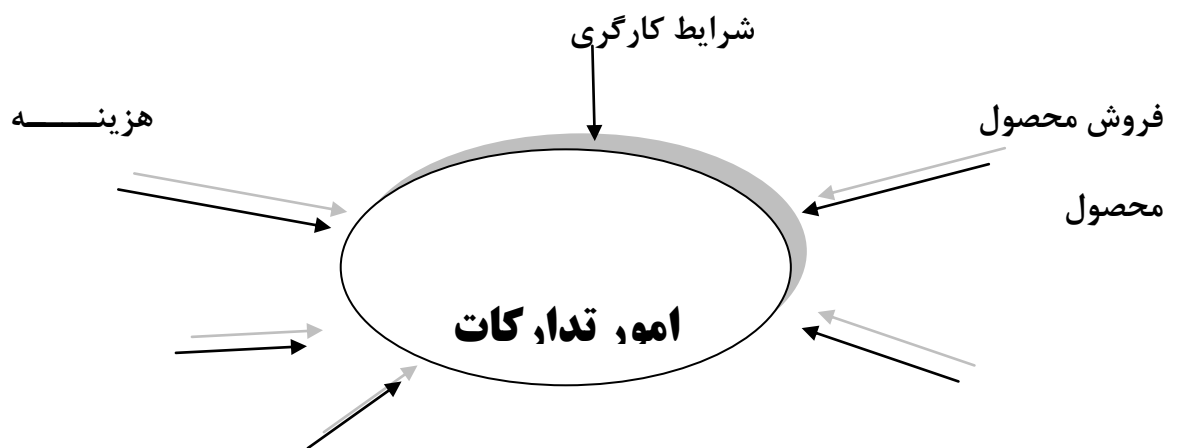 شرایط کارگری
فروش محصول
هزینـــــــه
محصول
امور تدارکات